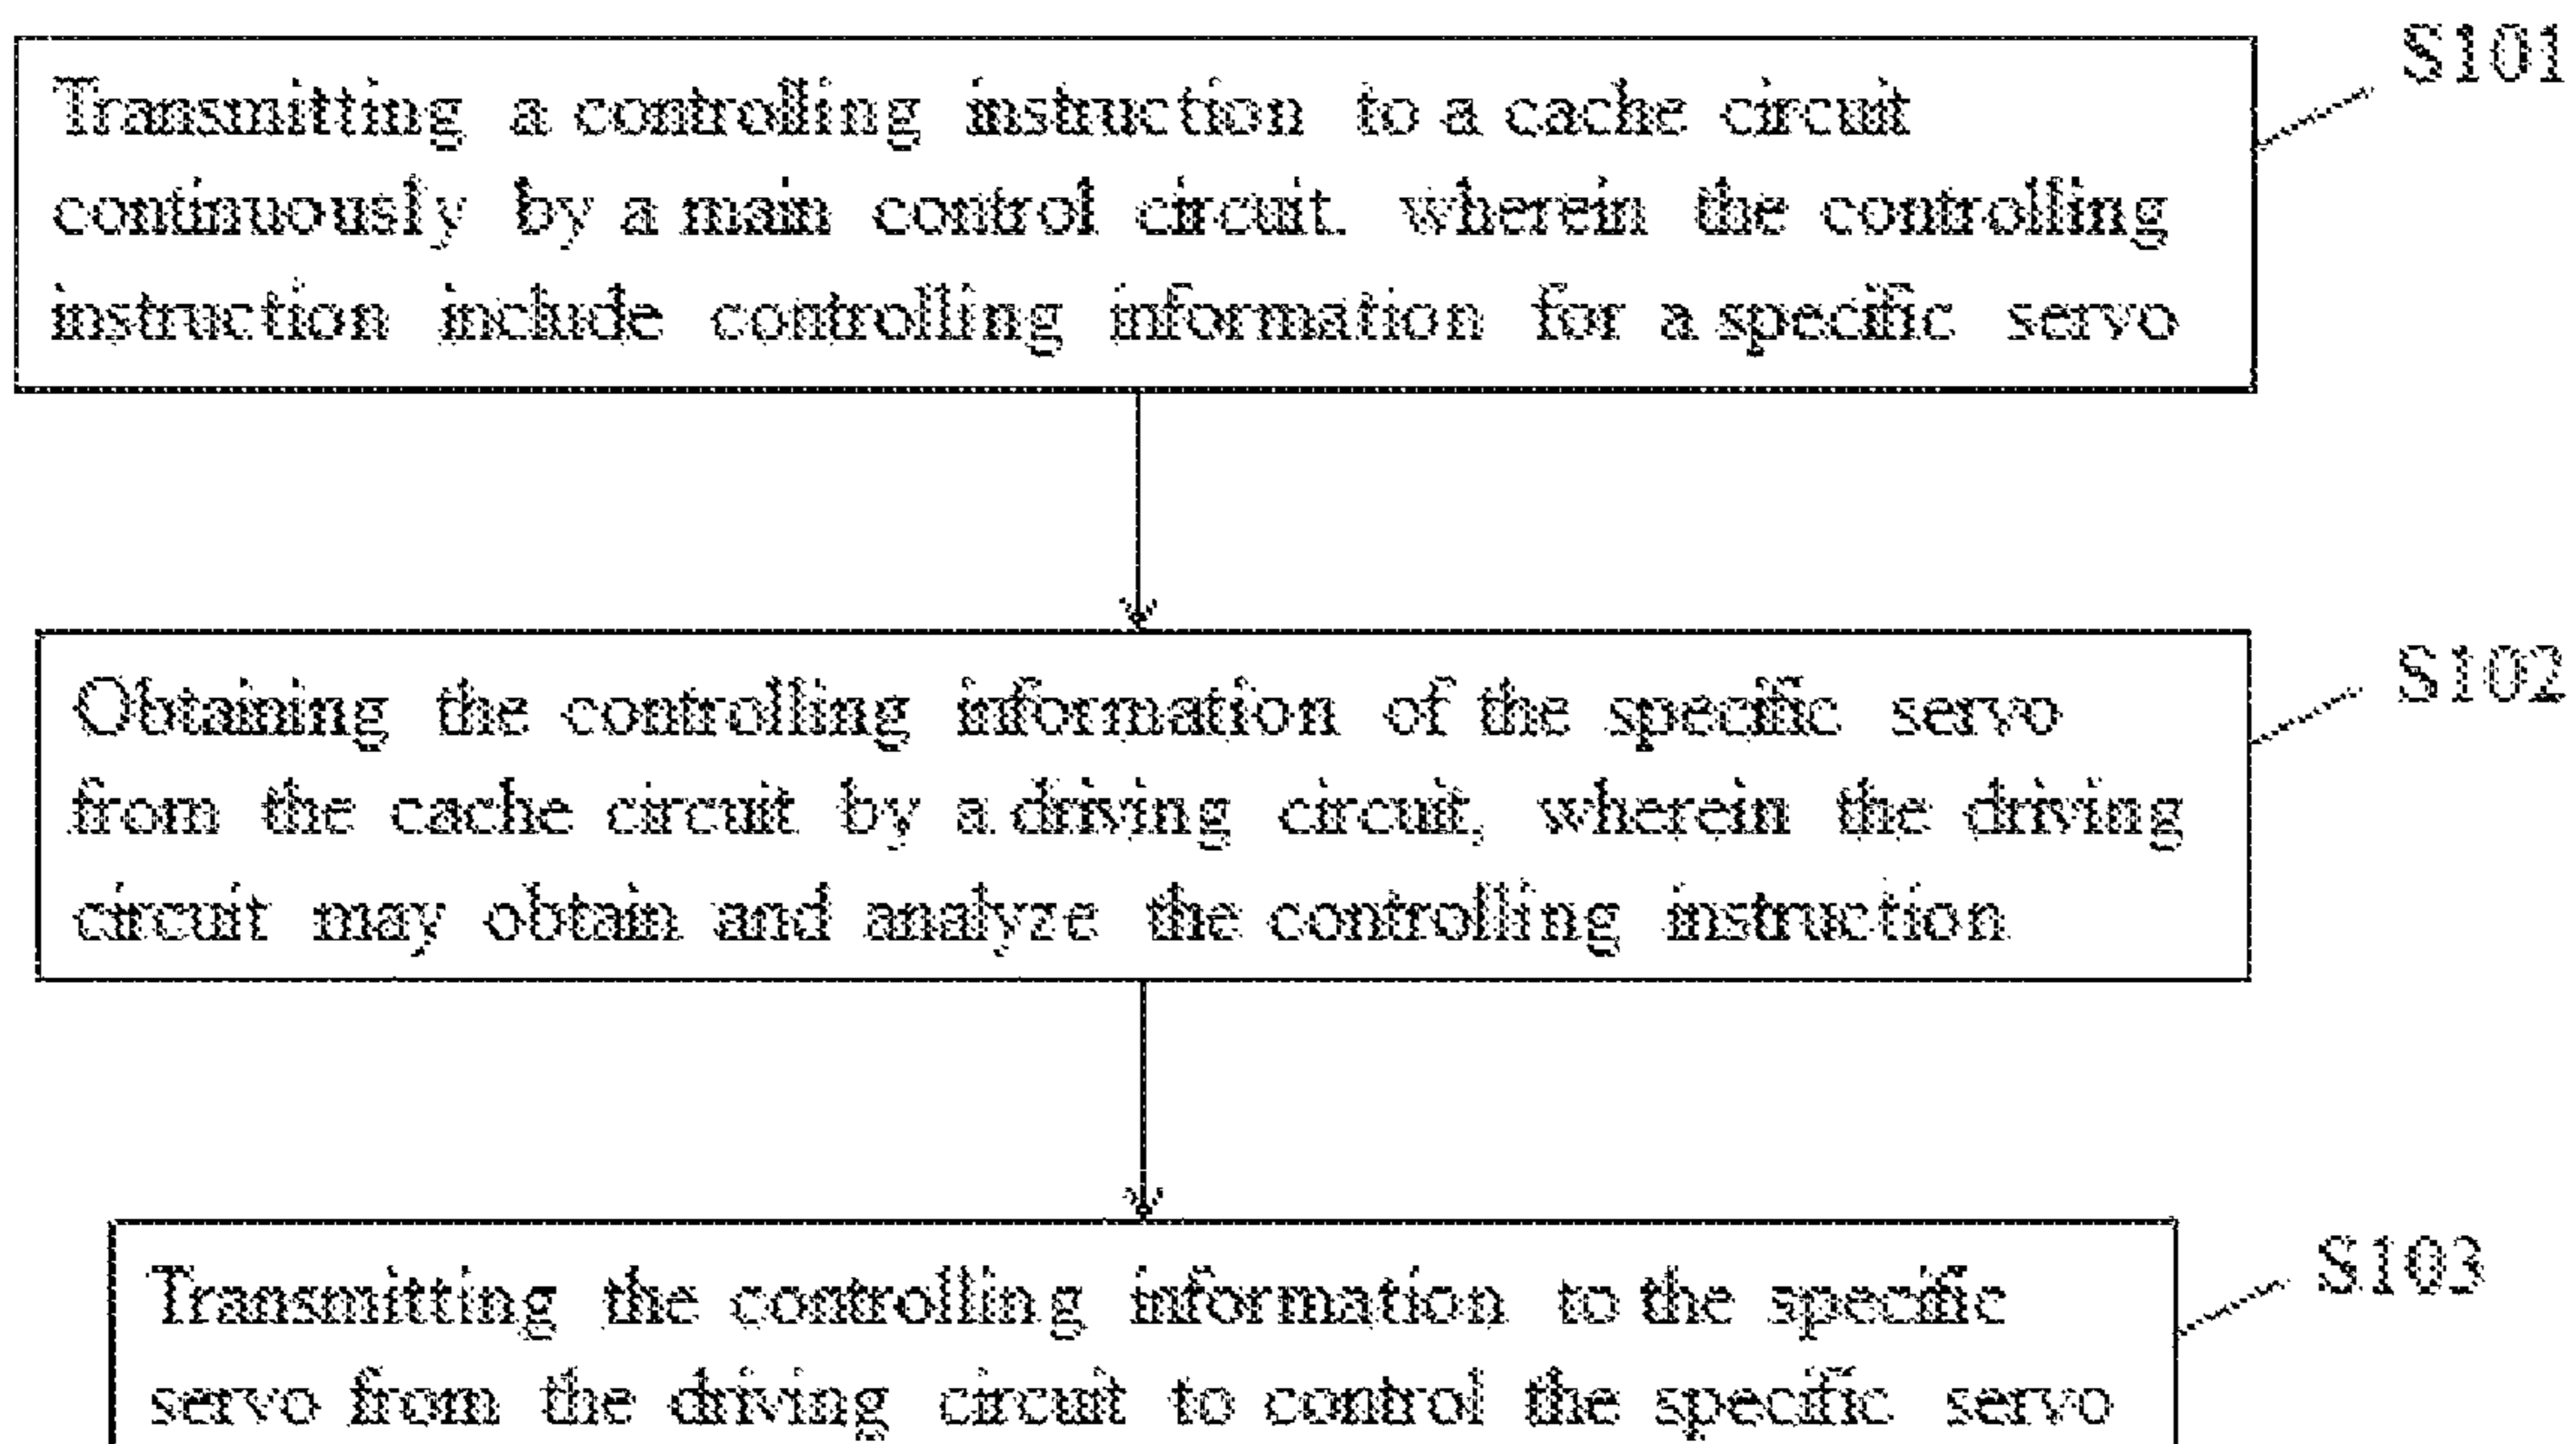 S101
Transmitting a controlling instruction to a cache circuit
continuously by a main control circuit. wherein the controlling
instruction include controlling information for a specific servo
S102
Obtaining the controlling information of the specific servo
from the cache circuit by a driving circuit, wherein the driving
circuit may obtain and analyze the controlling instruction
S103
Transmitting the controlling information to the specific
servo from the driving circuit to control the specific servo